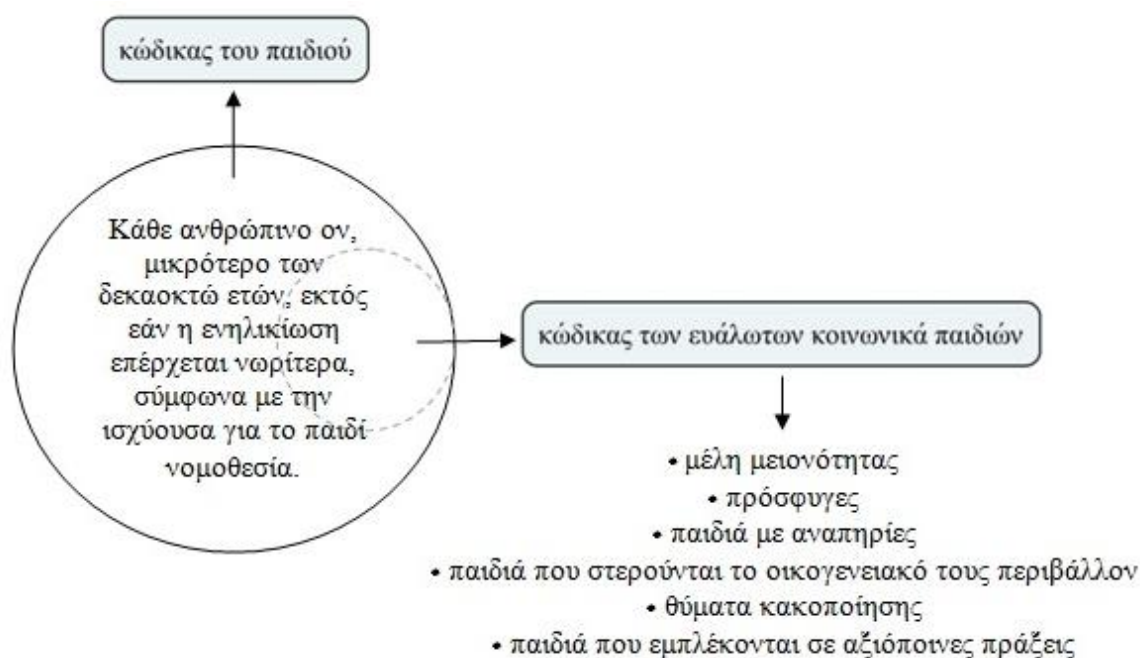 κώδικας του παιδιού
Κάθε ανθρώπινο ον,
μικρότερο των
δεκαοκτώ ετών, εκτός
εάν η ενηλικίωση
επέρχεται νωρίτερα,
σύμφωνα με την
ισχύουσα για το παιδί
νομοθεσία.
κώδικας των ευάλωτων κοινωνικά παιδιών
• μέλη μειονότητας
• πρόσφυγες
• παιδιά με αναπηρίες
• παιδιά που στερούνται το οικογενειακό τους περιβάλλον
• θύματα κακοποίησης
• παιδιά που εμπλέκονται σε αξιόποινες πράξεις